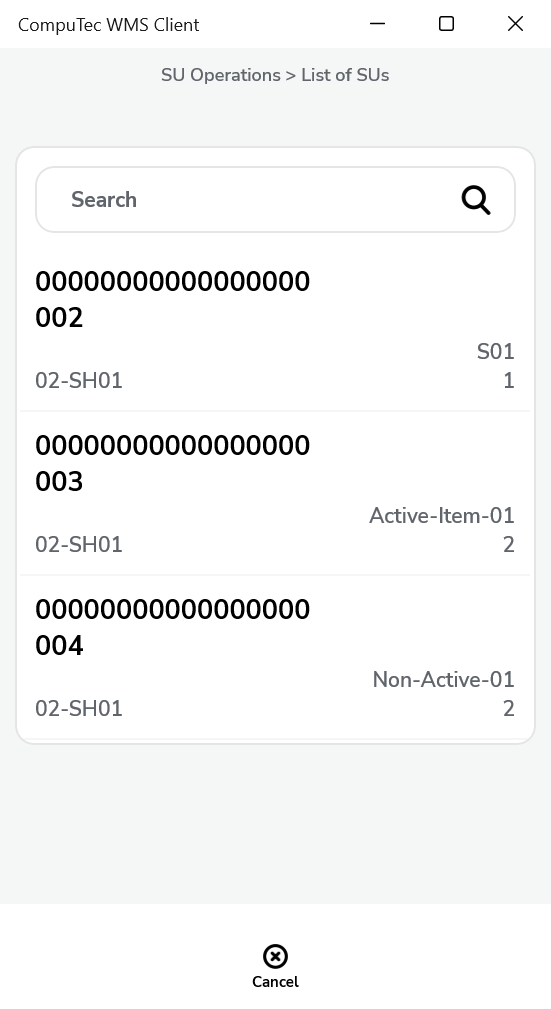 CompuTec WMS Client
SU Operations > List of SUs
Search
00000000000000000
002
S01
02-SH01 1
00000000000000000
003
Active-Item-01
02-SH01 2
00000000000000000
004
Non-Active-01
02-SH01 2
Cancel